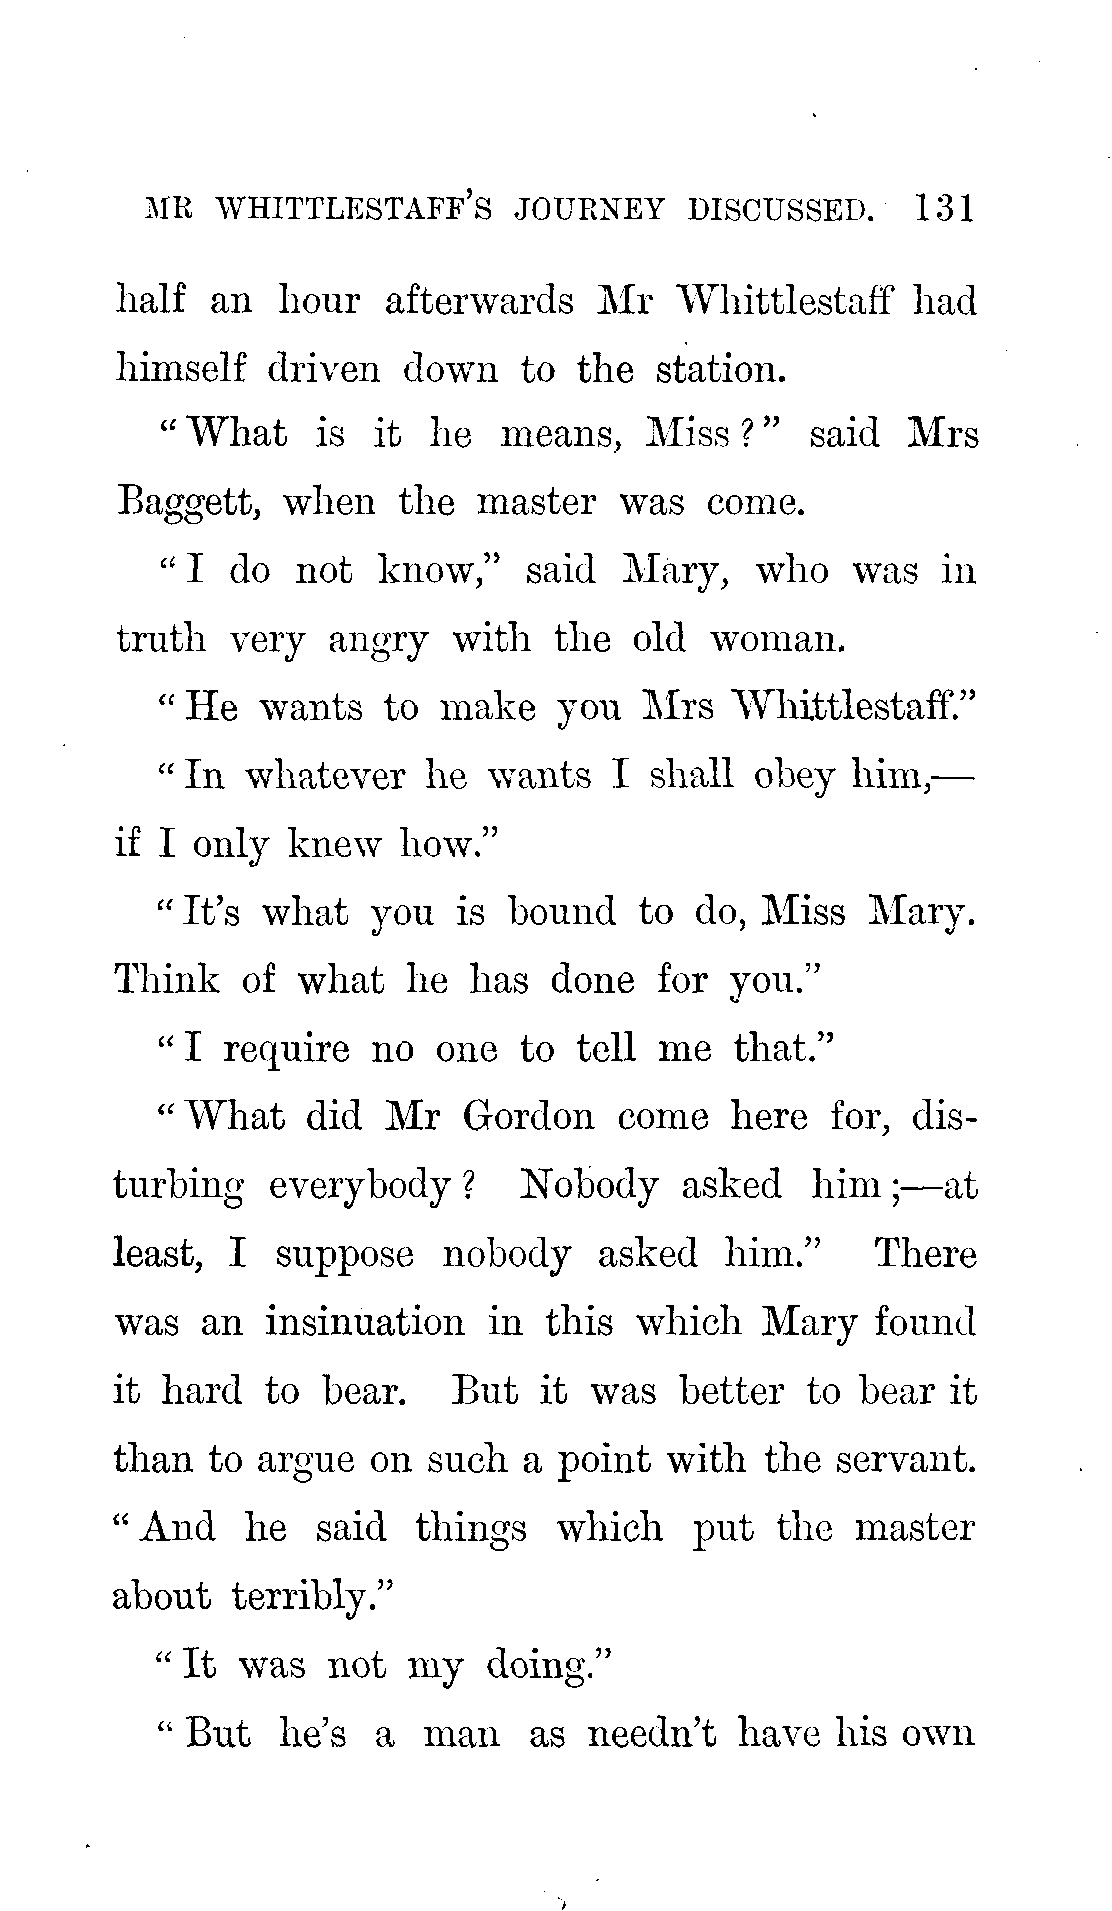 MR WHITTLESTAFF'S JOURNEY DISCUSSED. 131
half an hour afterwards Mr Whittlestaff had
himself driven down to the station.
"What is it he means, Miss?" said Mrs
Baggett, when the master was come.
"I do not know," said Mary, who was in
truth very angry with the old woman.
"He wants to make you Mrs Whittlestaff."
"In whatever he wants I shall obey him,—
if I only knew how."
"It's what you is bound to do, Miss Mary.
Think of what he has done for you."
"I require no one to tell me that."
"What did Mr Gordon come here for, dis-
turbing everybody? Nobody asked him;—at
least, I suppose nobody asked him." There
was an insinuation in this which Mary found
it hard to bear. But it was better to bear it
than to argue on such a point with the servant.
"And he said things which put the master
about terribly."
"It was not my doing."
"But he's a man as needn't have his own